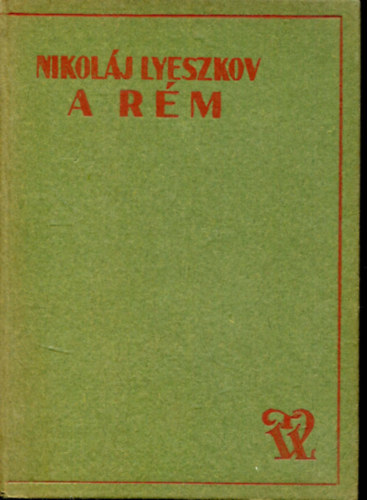 NIKOLÁJ LYESZKOV
A RÉM